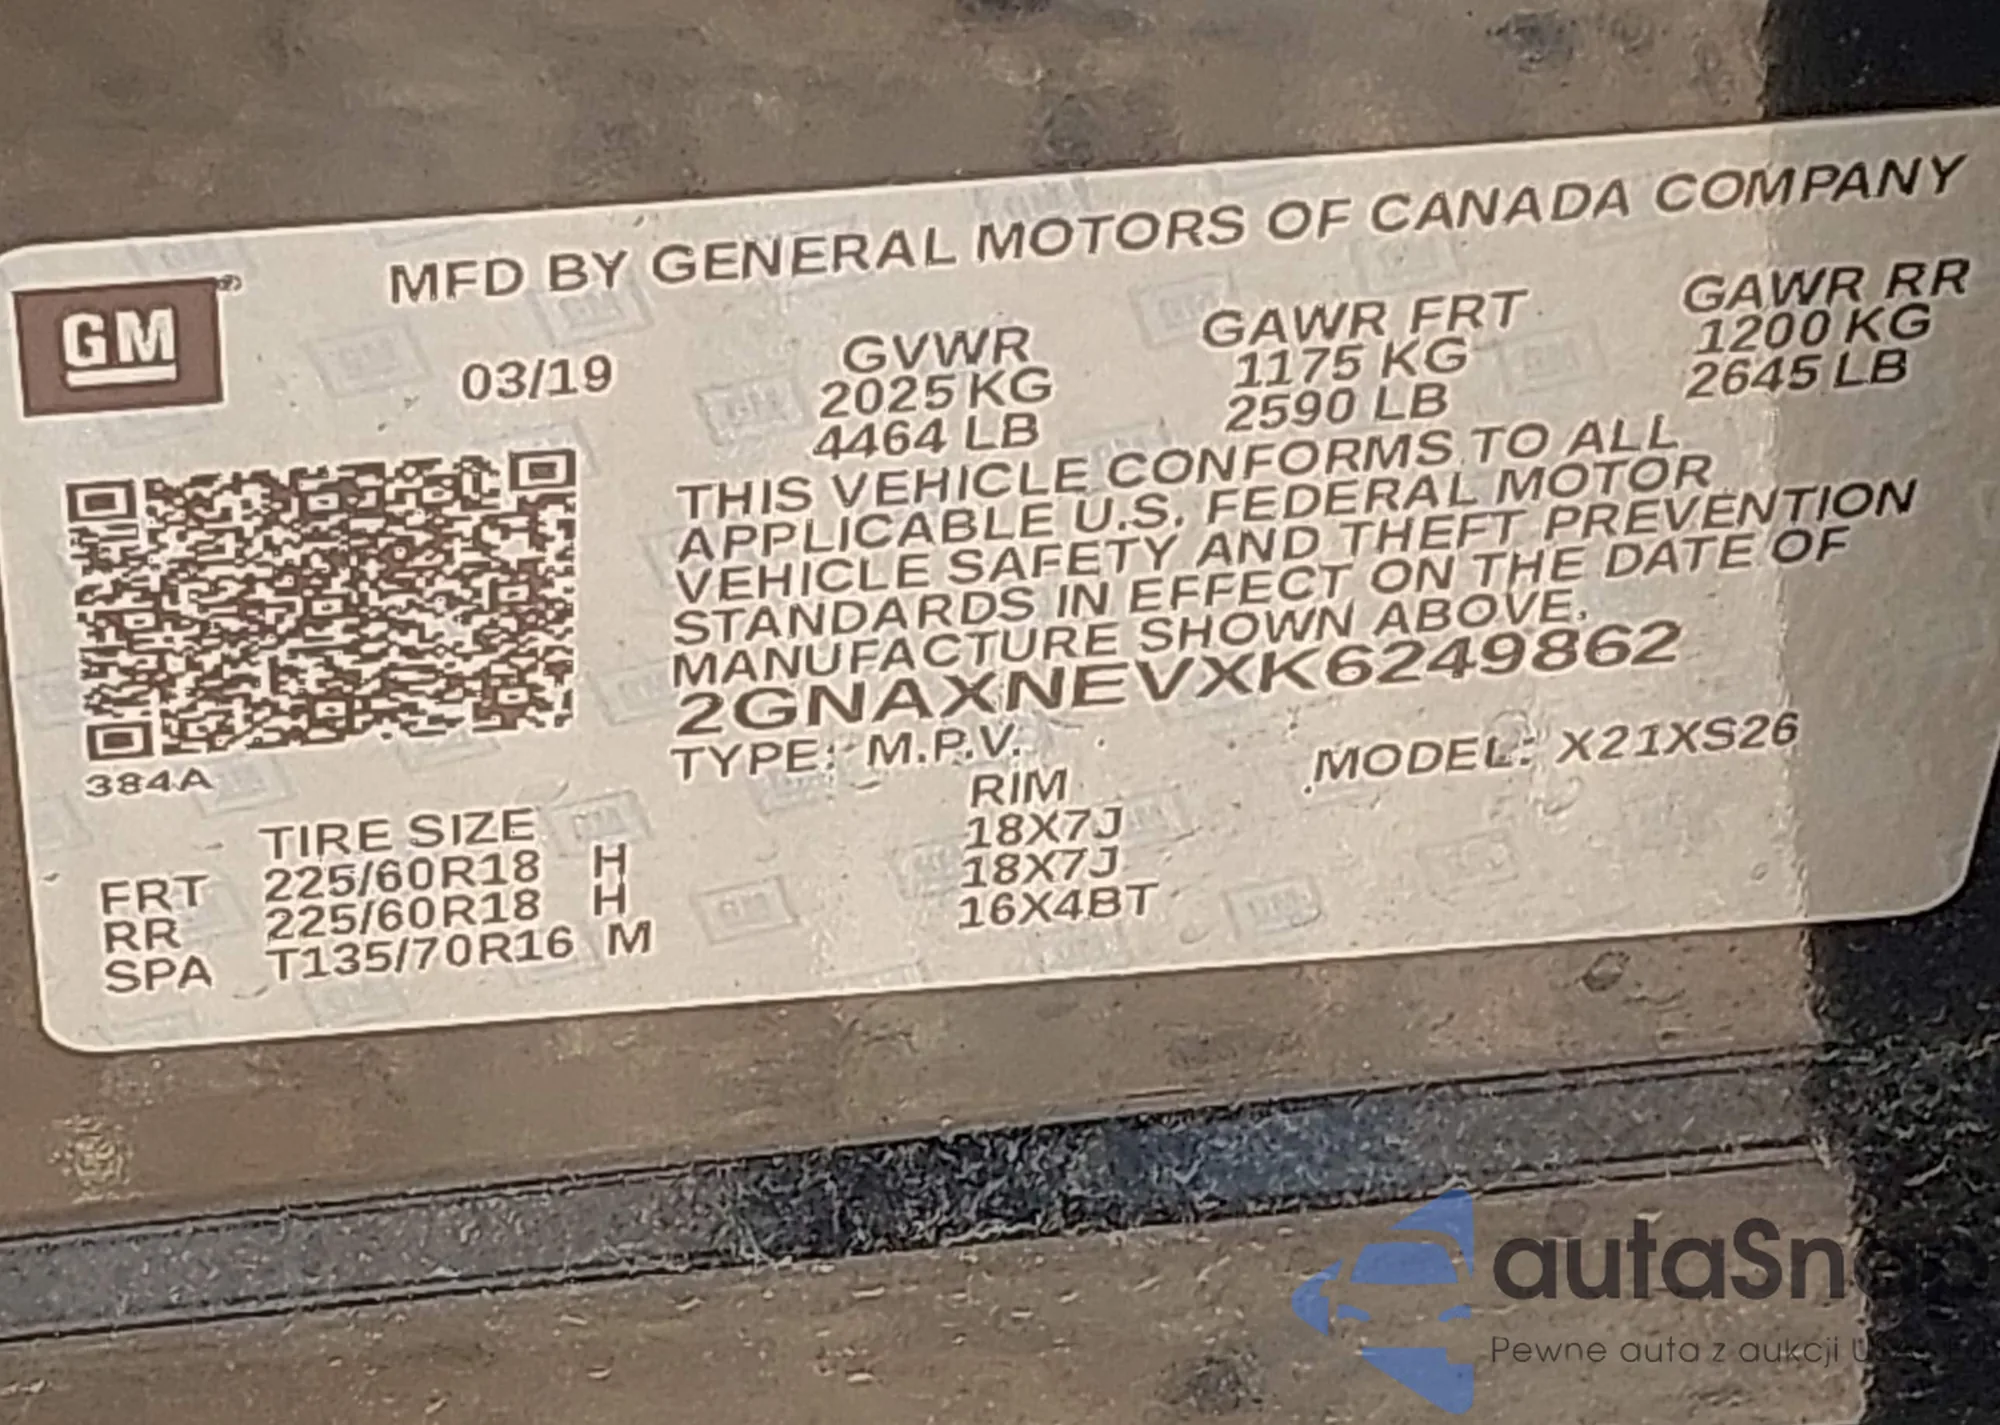 MFD BY GENERAL MOTORS OF CANADA COMPANY
GM®
03/19
GVWR
2025 KG
4464 LB
GAWR FRT
1175 KG
2590 LB
GAWR RR
1200 KG
2645 LB
THIS VEHICLE CONFORMS TO ALL
APPLICABLE U.S. FEDERAL MOTOR
VEHICLE SAFETY AND THEFT PREVENTION
STANDARDS IN EFFECT ON THE DATE OF
MANUFACTURE SHOWN ABOVE.
2GNAXNEVXK6249862
TYPE: M.P.V. MODEL: X21XS26
384A
TIRE SIZE RIM
FRT 225/60R18 H 18X7J
RR 225/60R18 H 18X7J
SPA T135/70R16 M 16X4BT
autaSn
Pewne auta z aukcji